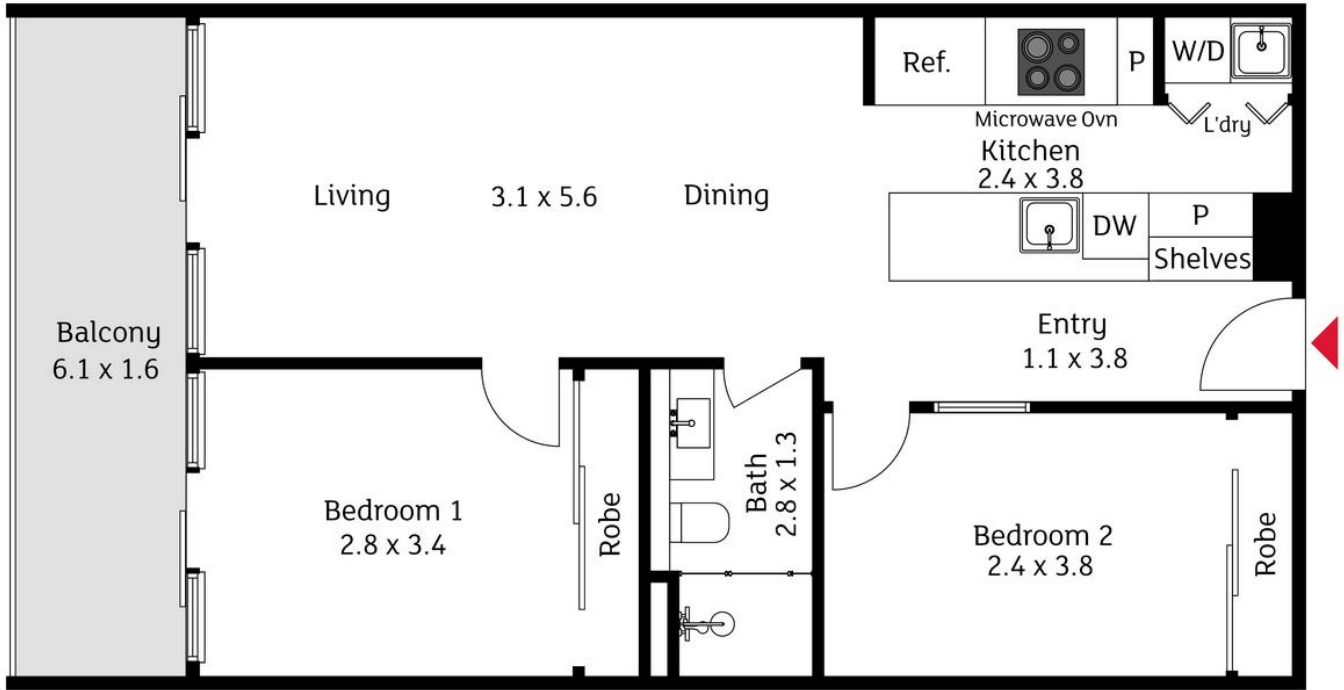 Ref.
P
W/D
Microwave Ovn
L'dry
Kitchen
2.4 x 3.8
Living
3.1 x 5.6
Dining
DW
P
Shelves
Balcony
6.1 x 1.6
Entry
1.1 x 3.8
Bedroom 1
2.8 x 3.4
Robe
Bath
2.8 x 1.3
Bedroom 2
2.4 x 3.8
Robe